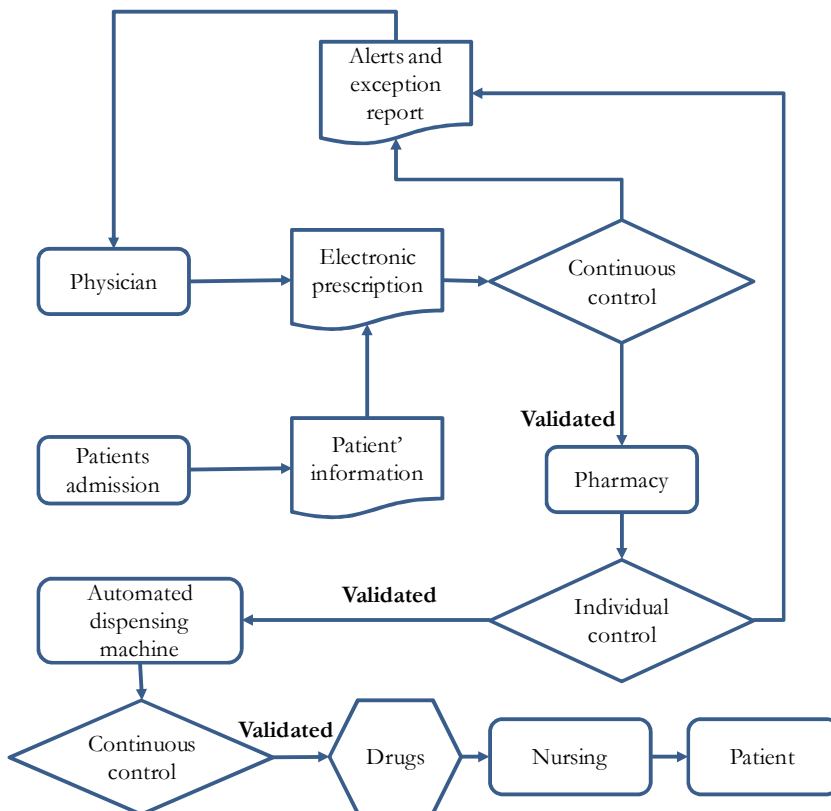 Alerts and
exception
report
Physician
Electronic
prescription
Continuous
control
Validated
Patients
admission
Patient'
information
Pharmacy
Automated
dispensing
machine
Validated
Individual
control
Continuous
control
Validated
Drugs
Nursing
Patient